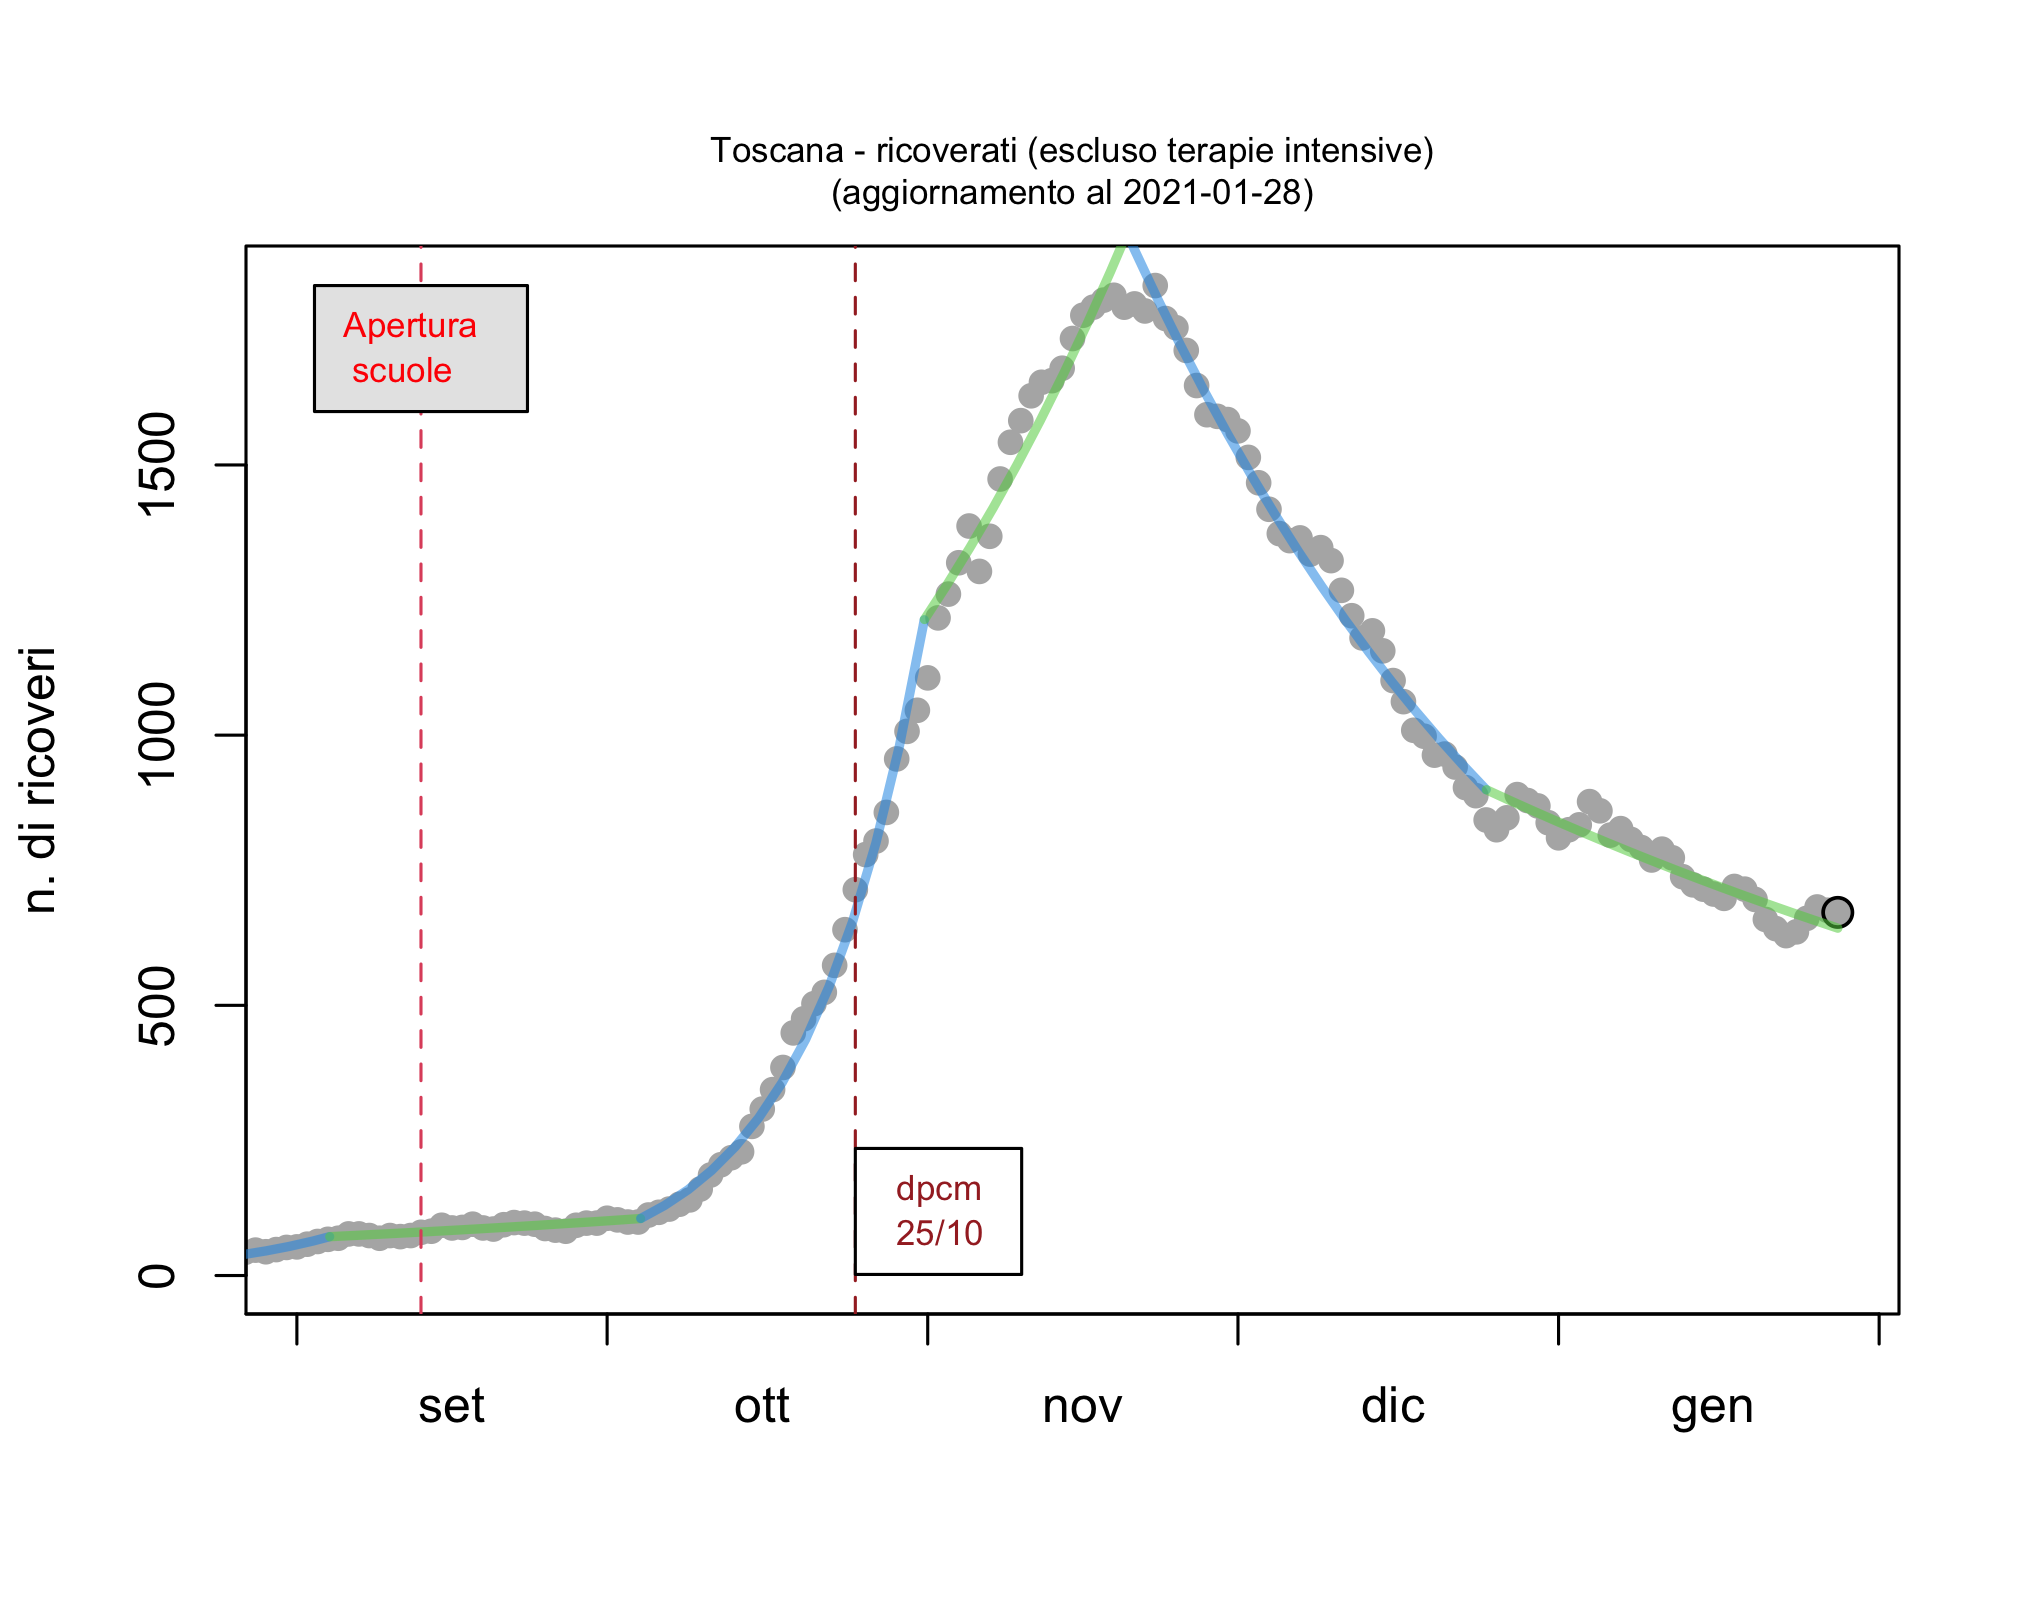 Toscana - ricoverati (escluso terapie intensive)
(aggiornamento al 2021-01-28)
Apertura
scuole
n. di ricoveri
1500
1000
500
0
dpcm
25/10
set ott nov dic gen